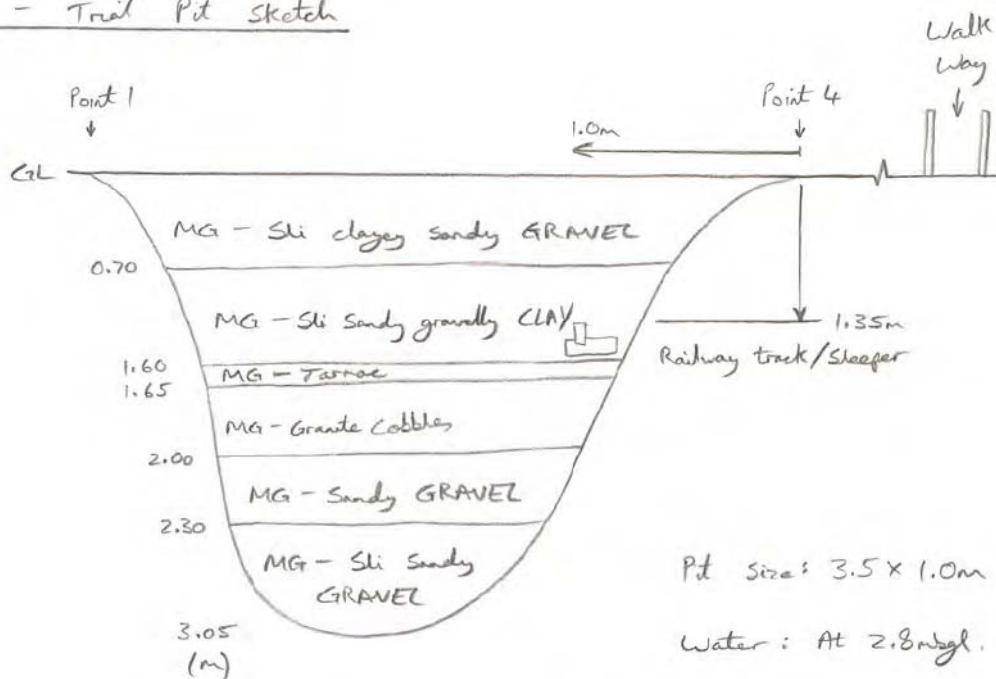 - Trial Pit Sketch
Walk
Way
Point 1
Point 4
1.0m
GL
MG - Sli clayey sandy GRAVEL
0.70
MG - Sli Sandy gravelly CLAY
1.35m
Railway track/Sleeper
1.60
MG - Tarmac
1.65
MG - Granite Cobbles
2.00
MG - Sandy GRAVEL
2.30
MG - Sli Sandy
GRAVEL
Pit Size: 3.5 x 1.0m
3.05
(m)
Water: At 2.8mbgl.